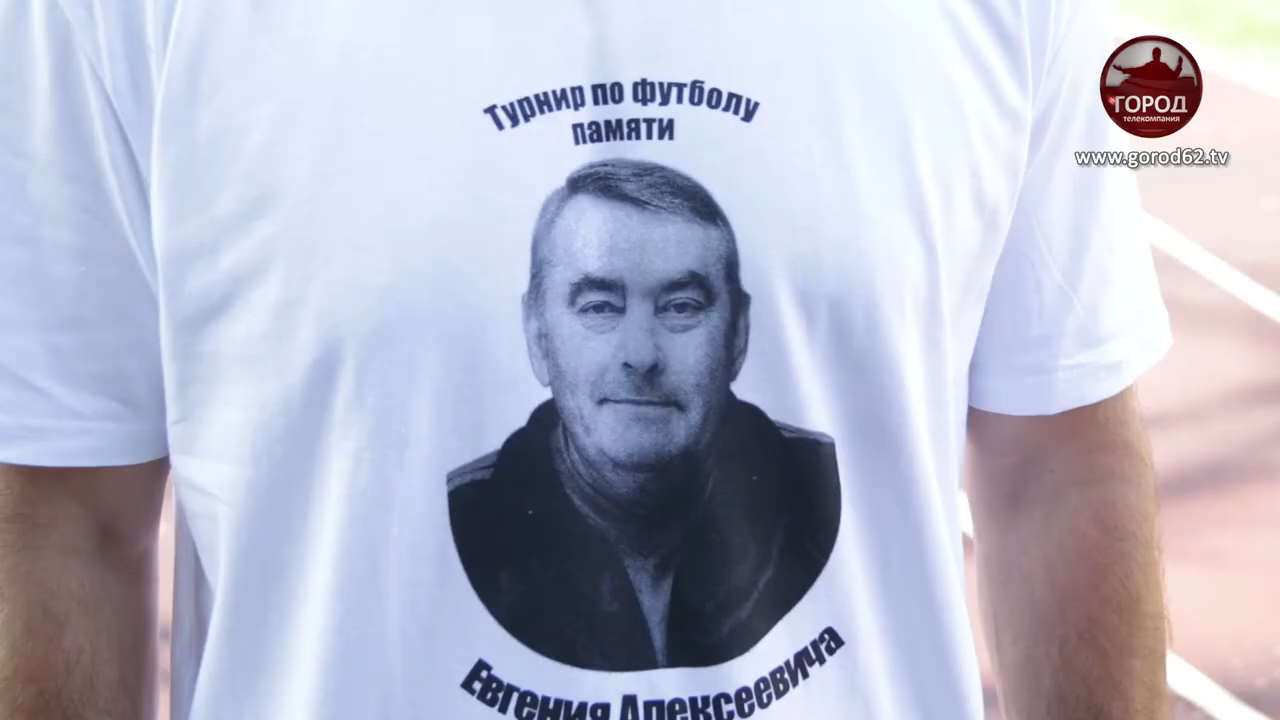 Турнир по футболу
памяти
Евгения Алексеевича
ГОРОД
телекомпания
www.gorod62.tv